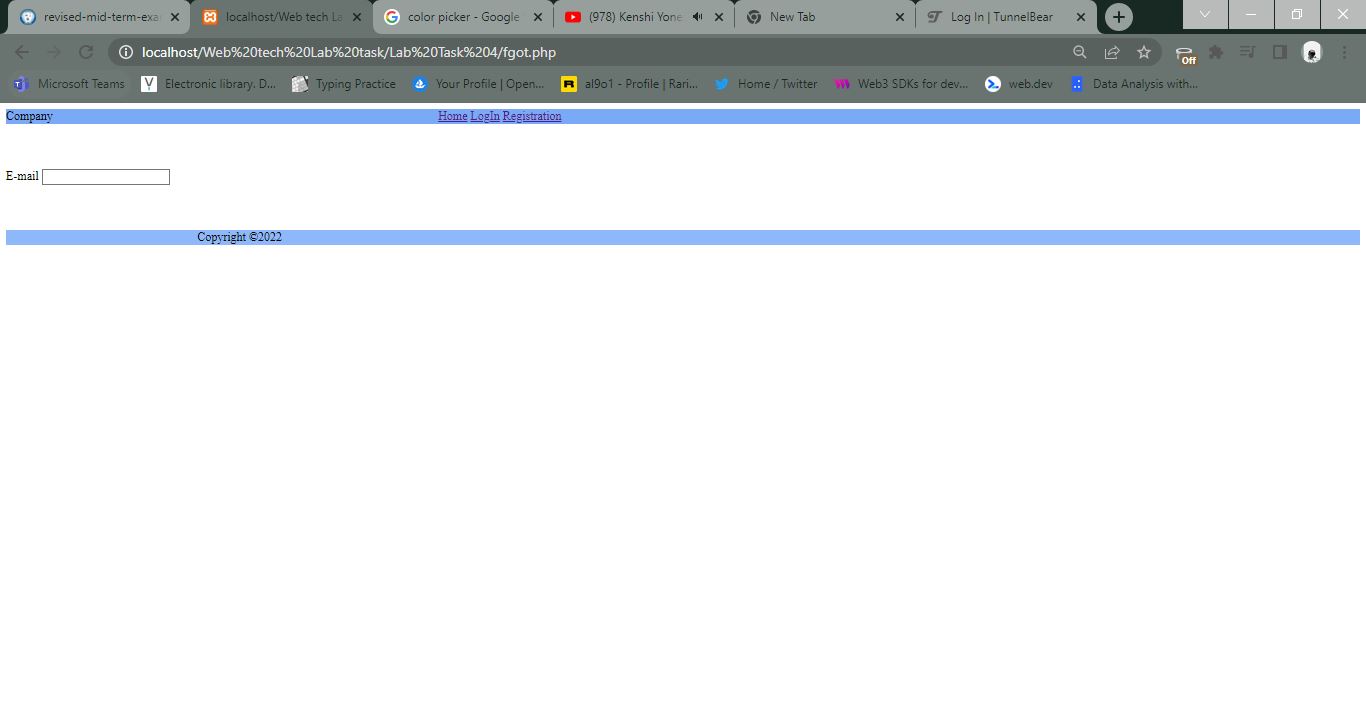 revised-mid-term-exa
localhost/Web tech La
color picker - Google
(978) Kenshi Yone
New Tab
Log In | TunnelBear
localhost/Web%20tech%20Lab%20task/Lab%20Task%204/fgot.php
Off
Microsoft Teams
Electronic library. D...
Typing Practice
Your Profile | Open...
al9o1 - Profile | Rari...
Home / Twitter
Web3 SDKs for dev...
web.dev
Data Analysis with...
Company Home LogIn Registration
E-mail
Copyright ©2022